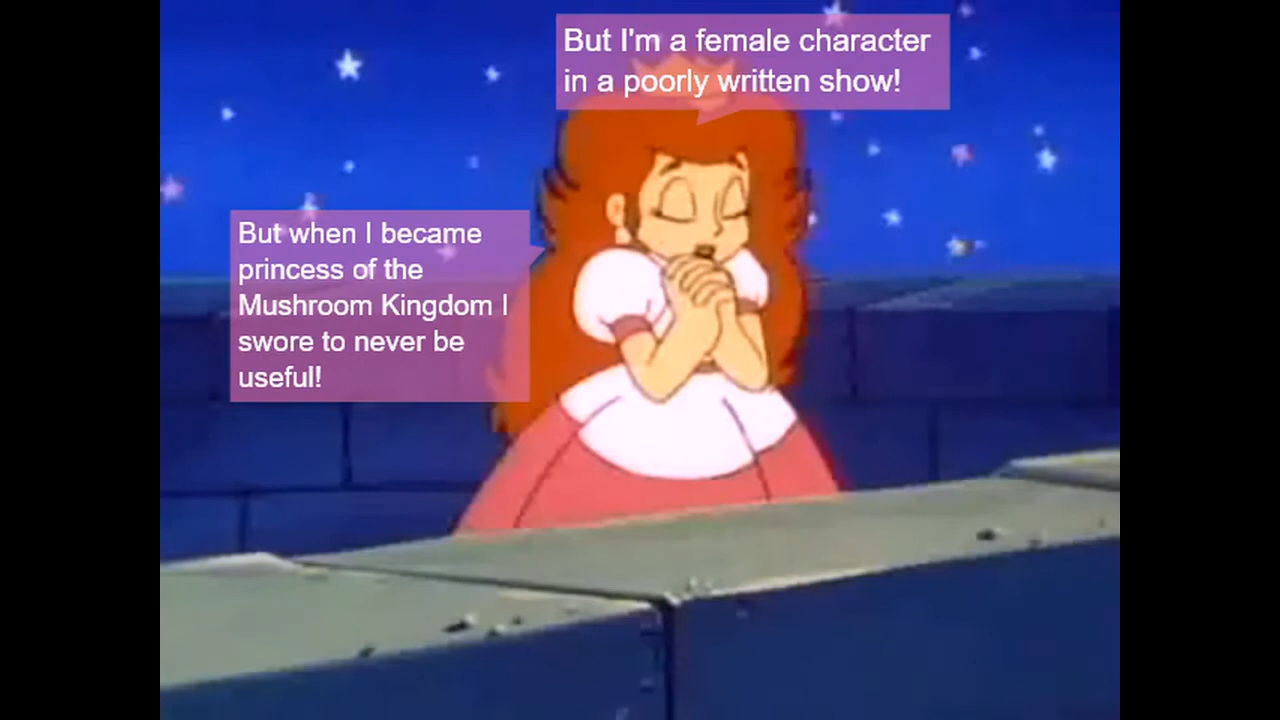 But I'm a female character
in a poorly written show!
But when I became
princess of the
Mushroom Kingdom I
swore to never be
useful!